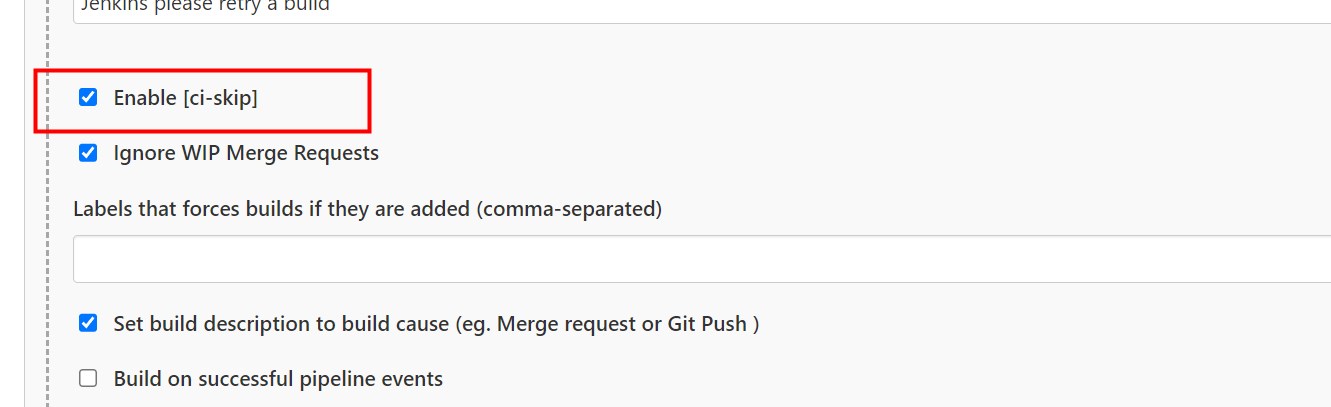 Jenkins please retry a build
Enable [ci-skip]
Ignore WIP Merge Requests
Labels that forces builds if they are added (comma-separated)
Set build description to build cause (eg. Merge request or Git Push )
Build on successful pipeline events